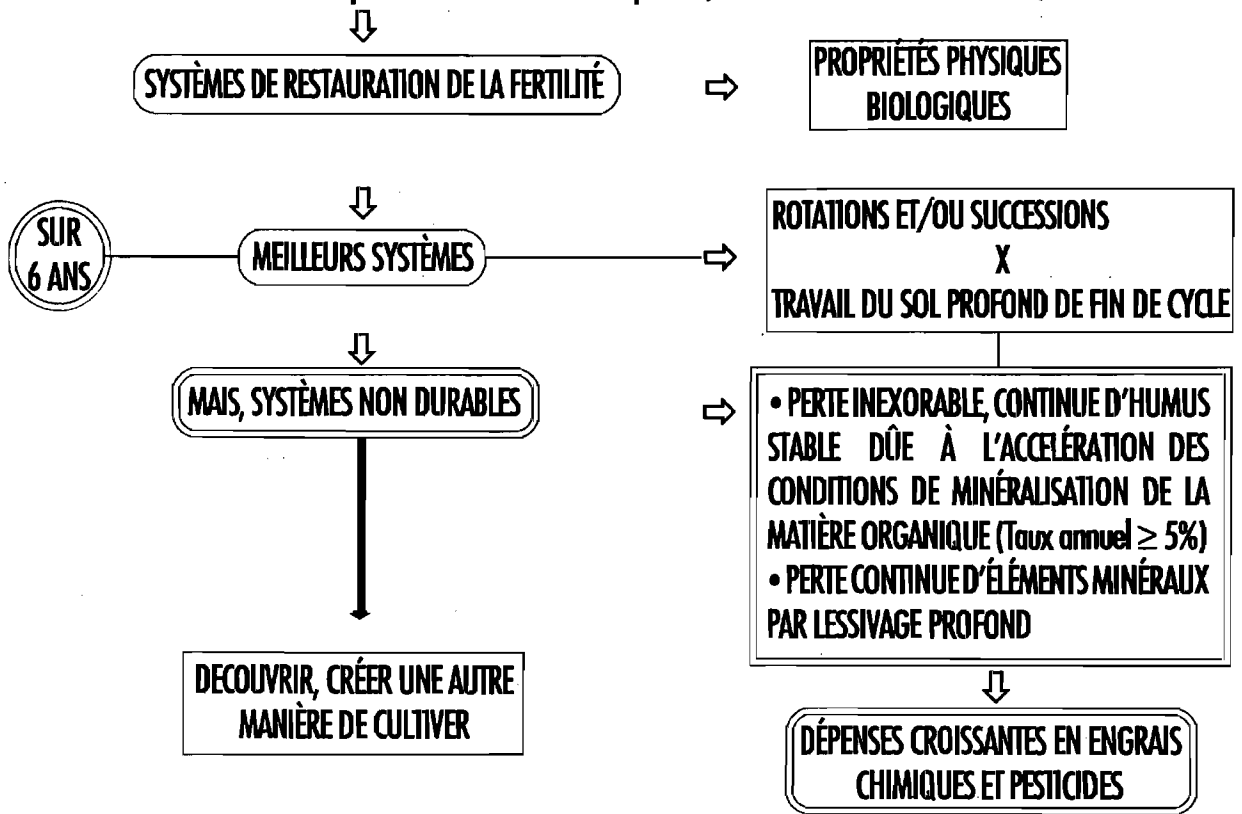 SYSTÈMES DE RESTAURATION DE LA FERTILITÉ
PROPRIÉTÉS PHYSIQUES
BIOLOGIQUES
SUR
6 ANS
MEILLEURS SYSTÈMES
ROTATIONS ET/OU SUCCESSIONS
X
TRAVAIL DU SOL PROFOND DE FIN DE CYCLE
MAIS, SYSTÈMES NON DURABLES
• PERTE INEXORABLE, CONTINUE D'HUMUS
STABLE DÛE À L'ACCELÉRATION DES
CONDITIONS DE MINÉRALISATION DE LA
MATIÈRE ORGANIQUE (Taux annuel ≥ 5%)
• PERTE CONTINUE D'ÉLÉMENTS MINÉRAUX
PAR LESSIVAGE PROFOND
DECOUVRIR, CRÉER UNE AUTRE
MANIÈRE DE CULTIVER
DÉPENSES CROISSANTES EN ENGRAIS
CHIMIQUES ET PESTICIDES